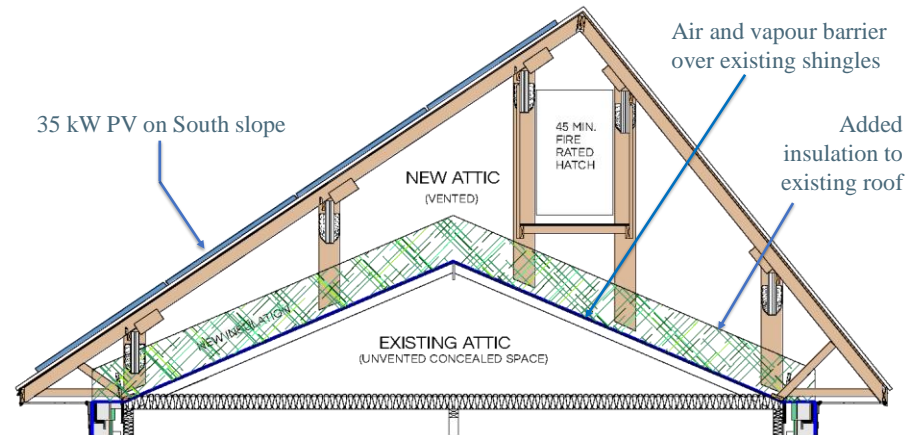 Air and vapour barrier
over existing shingles
35 kW PV on South slope
45 MIN.
FIRE
RATED
HATCH
Added
insulation to
existing roof
NEW ATTIC
(VENTED)
NEW INSULATION
EXISTING ATTIC
(UNVENTED CONCEALED SPACE)